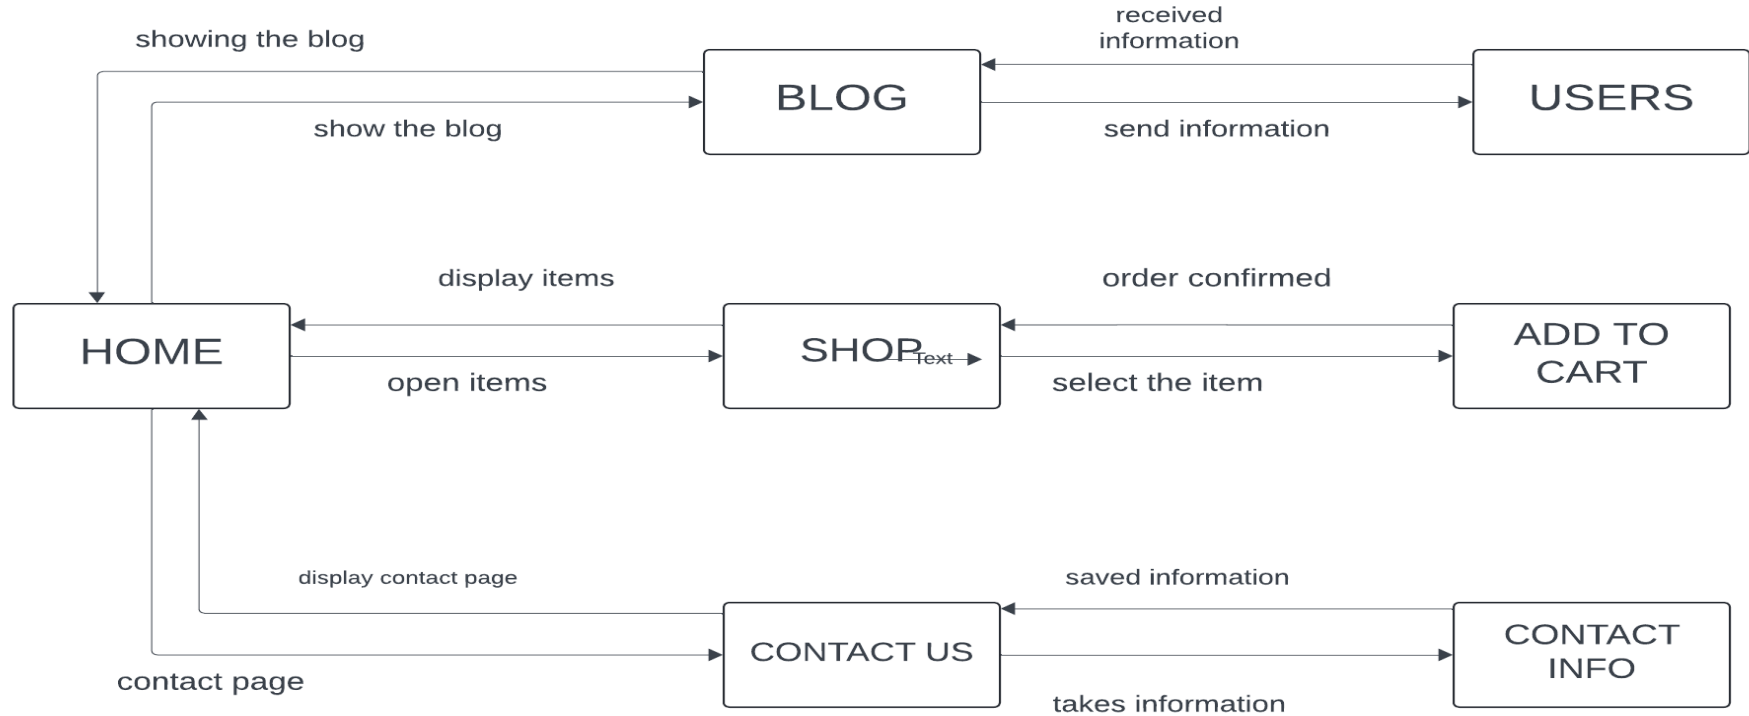 received
information
showing the blog
BLOG
USERS
show the blog
send information
display items
order confirmed
HOME
SHOP
Text
ADD TO
CART
open items
select the item
display contact page
saved information
CONTACT US
CONTACT
INFO
contact page
takes information